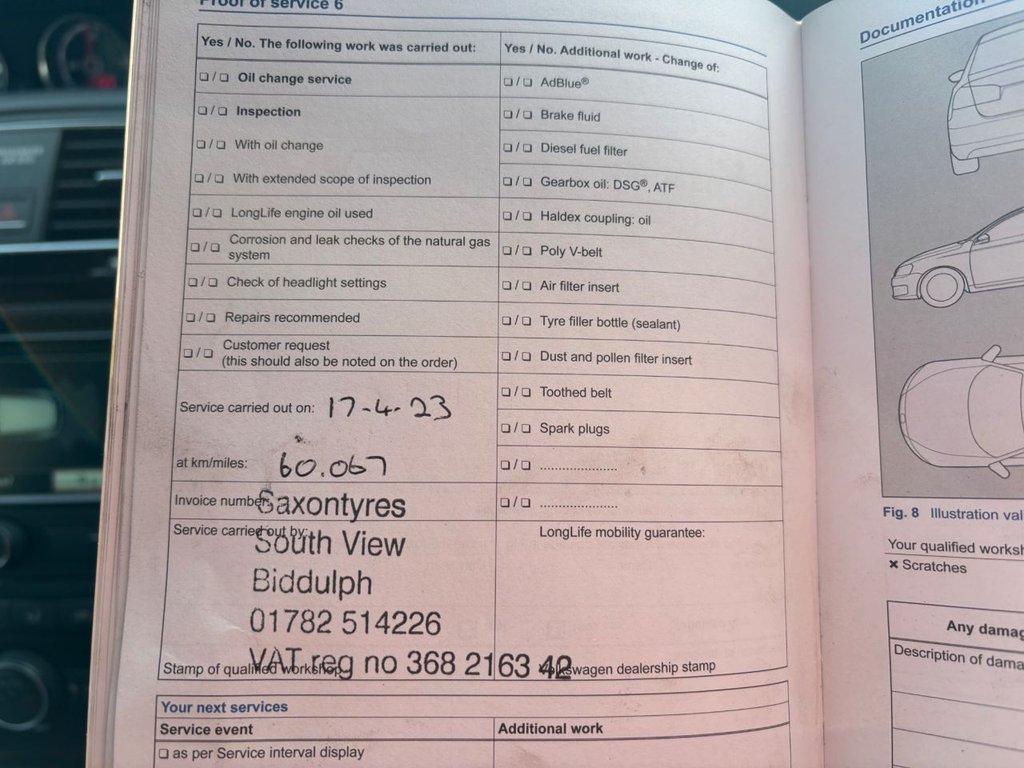 Proof of service 6
Yes / No. The following work was carried out:
❏ / ❏ Oil change service
❏ / ❏ Inspection
❏ / ❏ With oil change
❏ / ❏ With extended scope of inspection
❏ / ❏ LongLife engine oil used
❏ / ❏ Corrosion and leak checks of the natural gas
system
❏ / ❏ Check of headlight settings
❏ / ❏ Repairs recommended
❏ / ❏ Customer request
(this should also be noted on the order)
Service carried out on: 17-4-23
at km/miles: 60.067
Invoice number:
Saxontyres
Service carried out by:
South View
Biddulph
01782 514226
VAT reg no 368 2163 42
Stamp of qualified workshop
Yes / No. Additional work - Change of:
❏ / ❏ AdBlue®
❏ / ❏ Brake fluid
❏ / ❏ Diesel fuel filter
❏ / ❏ Gearbox oil: DSG®, ATF
❏ / ❏ Haldex coupling: oil
❏ / ❏ Poly V-belt
❏ / ❏ Air filter insert
❏ / ❏ Tyre filler bottle (sealant)
❏ / ❏ Dust and pollen filter insert
❏ / ❏ Toothed belt
❏ / ❏ Spark plugs
❏ / ❏ .....................
❏ / ❏ .....................
LongLife mobility guarantee:
Volkswagen dealership stamp
Your next services
Service event
Additional work
❏ as per Service interval display
Documentation
Fig. 8 Illustration val
Your qualified worksh
✖ Scratches
Any damag
Description of dama